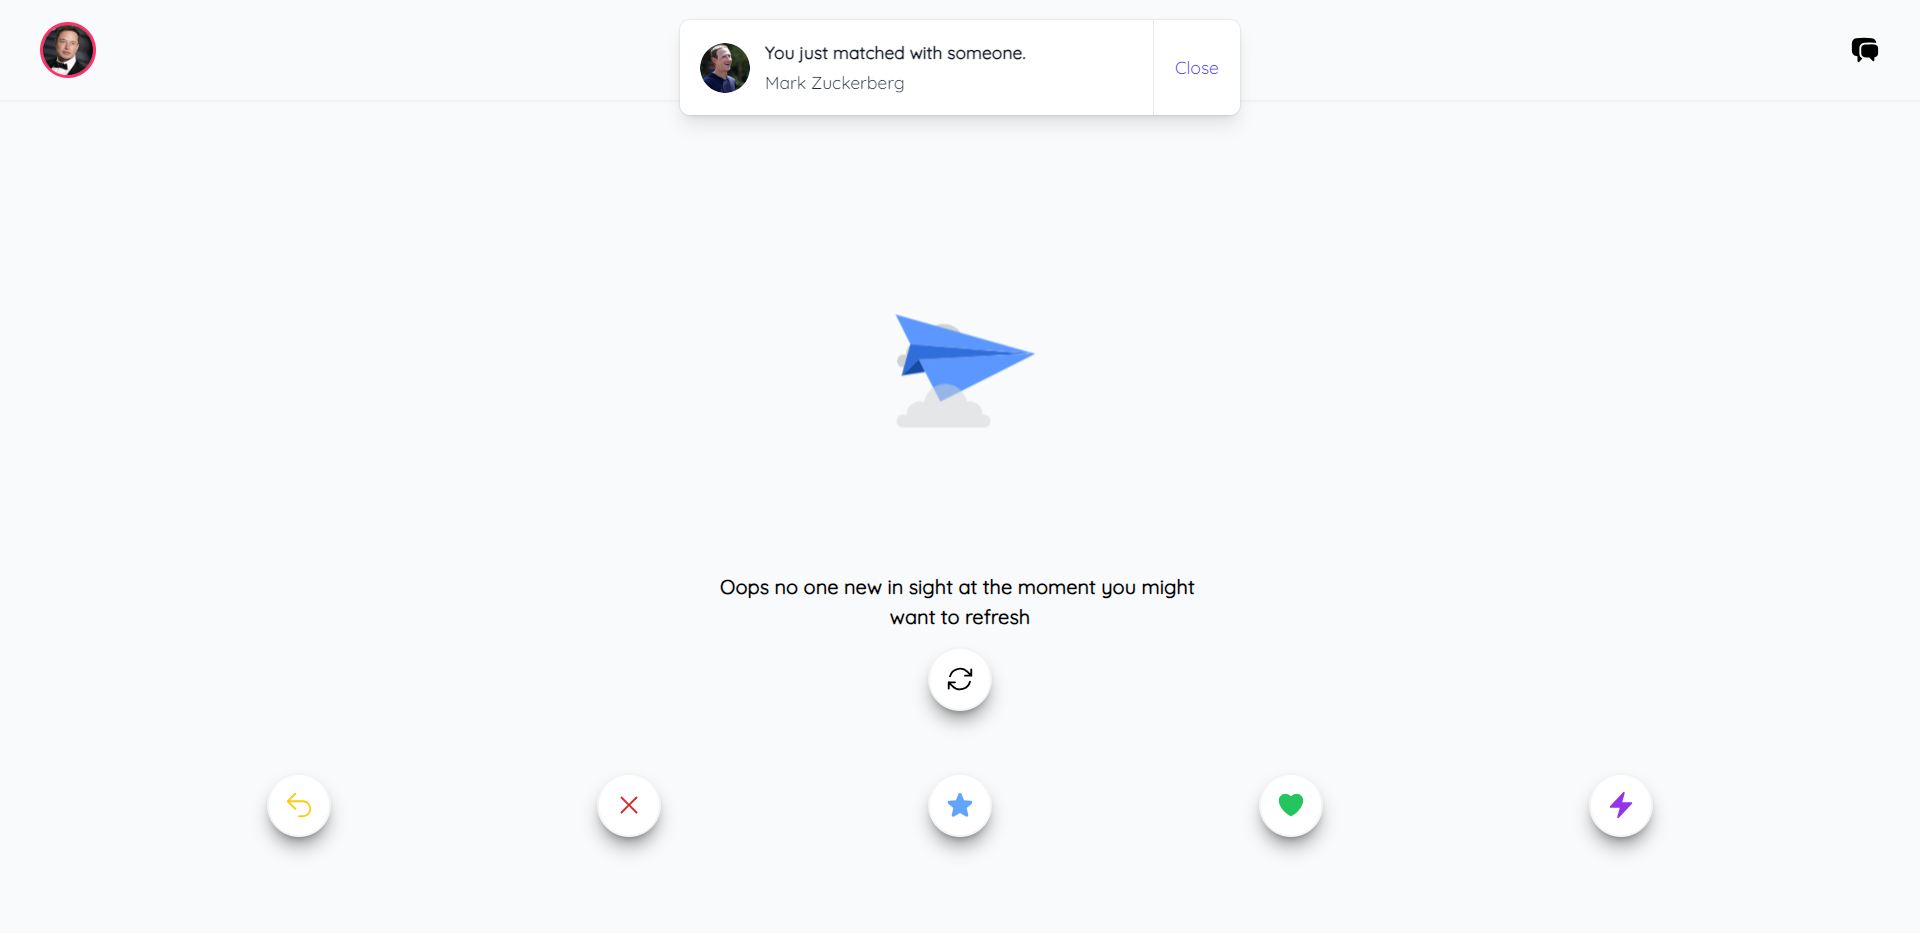 You just matched with someone.
Mark Zuckerberg
Close
Oops no one new in sight at the moment you might
want to refresh